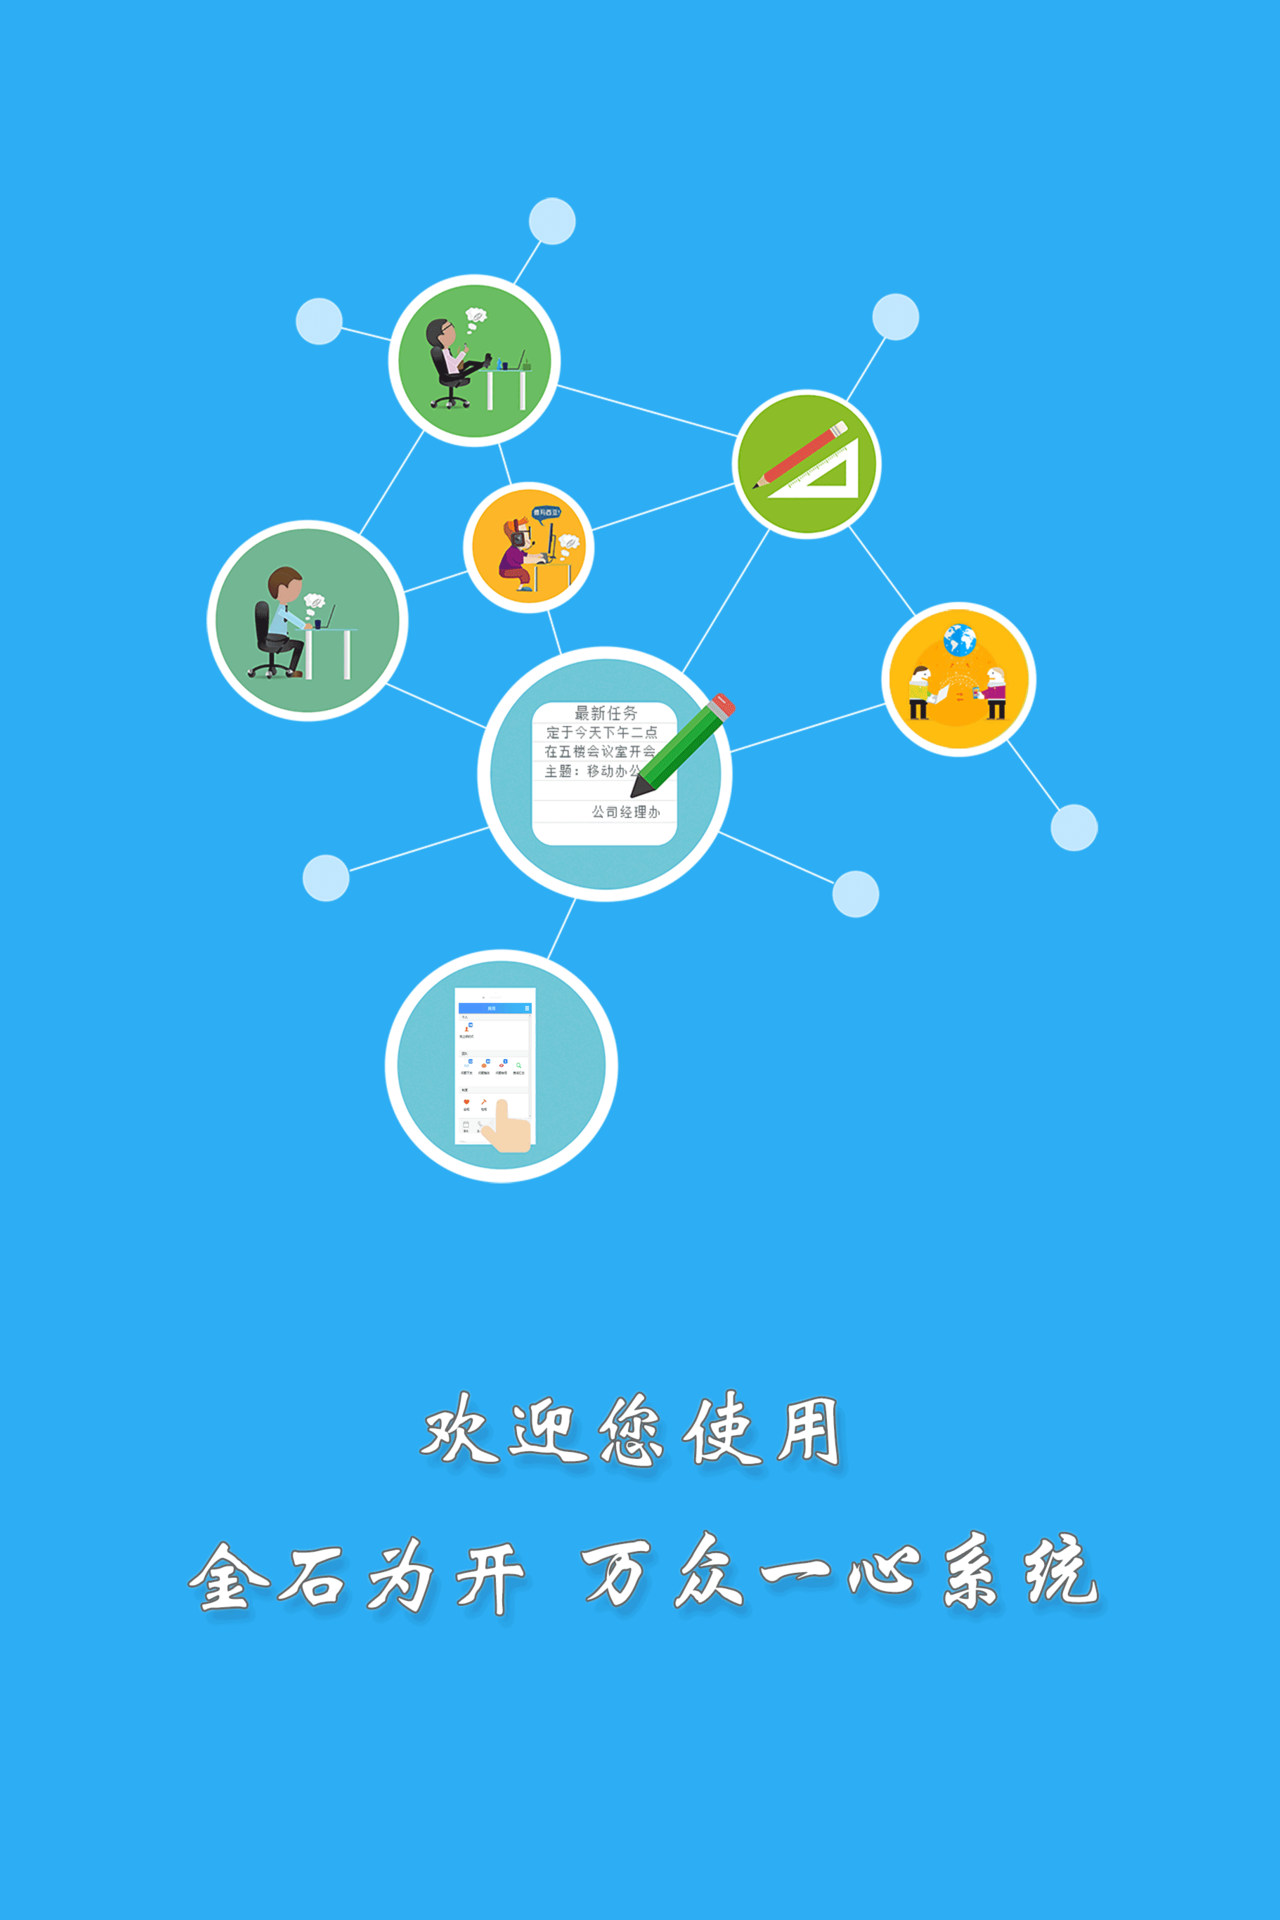 最新任务
定于今天下午二点
在五楼会议室开会
主题：移动办公
公司经理办
欢迎您使用
金石为开 万众一心系统